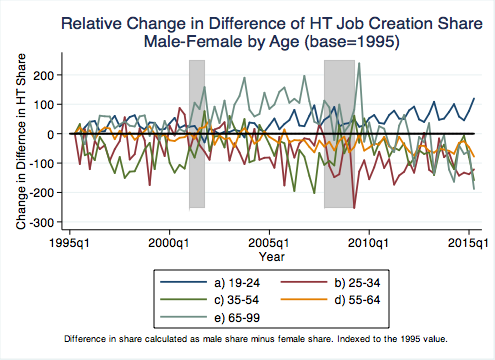 Relative Change in Difference of HT Job Creation Share
Male-Female by Age (base=1995)
Change in Diffence in HT Share
200
100
0
-100
-200
-300
1995q1 2000q1 2005q1 2010q1 2015q1
Year
a) 19-24 b) 25-34
c) 35-54 d) 55-64
e) 65-99
Difference in share calculated as male share minus female share. Indexed to the 1995 value.